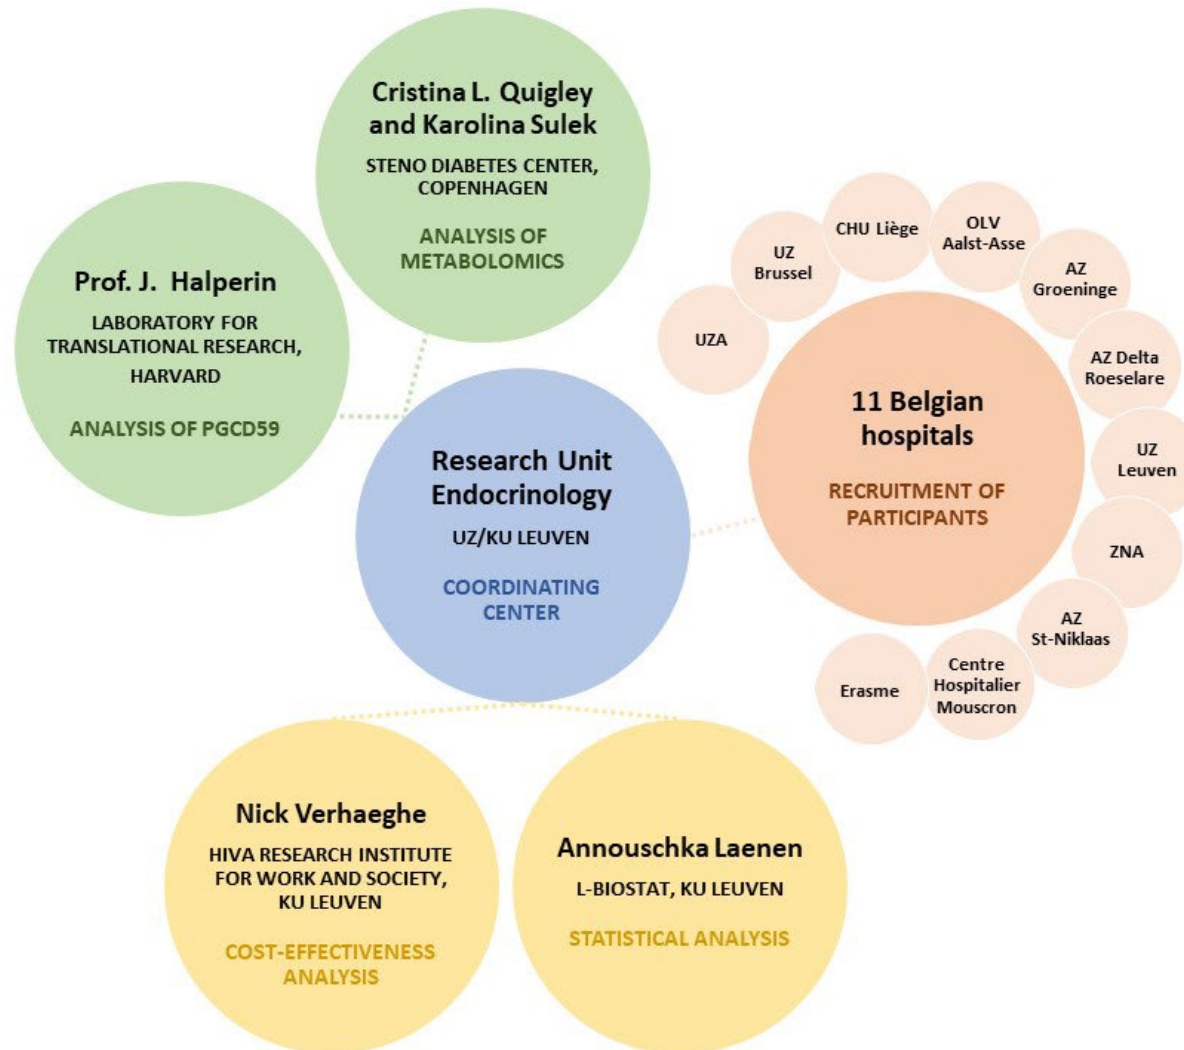 Cristina L. Quigley
and Karolina Sulek
STENO DIABETES CENTER,
COPENHAGEN
ANALYSIS OF
METABOLOMICS
Prof. J. Halperin
LABORATORY FOR
TRANSLATIONAL RESEARCH,
HARVARD
ANALYSIS OF PGCD59
Research Unit
Endocrinology
UZ/KU LEUVEN
COORDINATING
CENTER
11 Belgian
hospitals
RECRUITMENT OF
PARTICIPANTS
UZA
UZ
Brussel
CHU Liège
OLV
Aalst-Asse
AZ
Groeninge
AZ Delta
Roeselare
UZ
Leuven
ZNA
AZ
St-Niklaas
Centre
Hospitalier
Mouscron
Erasme
Nick Verhaeghe
HIVA RESEARCH INSTITUTE
FOR WORK AND SOCIETY,
KU LEUVEN
COST-EFFECTIVENESS
ANALYSIS
Annouschka Laenen
L-BIOSTAT, KU LEUVEN
STATISTICAL ANALYSIS